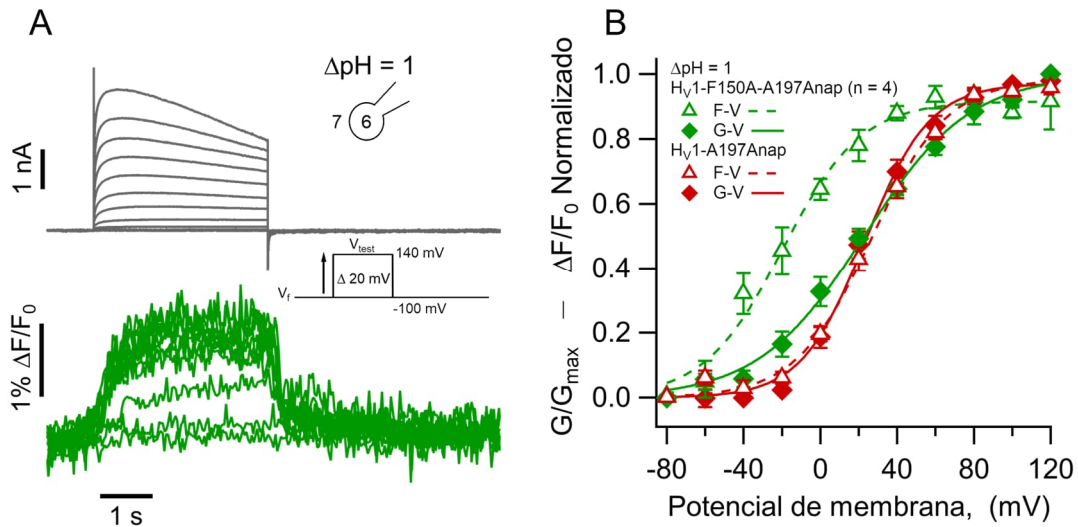 A
1 nA
ΔpH = 1
7
6
V_test
140 mV
Δ 20 mV
V_f
-100 mV
1% ΔF/F₀
1 s
B
G/G_max — ΔF/F₀ Normalizado
1.0
0.8
0.6
0.4
0.2
0.0
ΔpH = 1
H_V1-F150A-A197Anap (n = 4)
F-V
G-V
H_V1-A197Anap
F-V
G-V
-80
-40
0
40
80
120
Potencial de membrana, (mV)